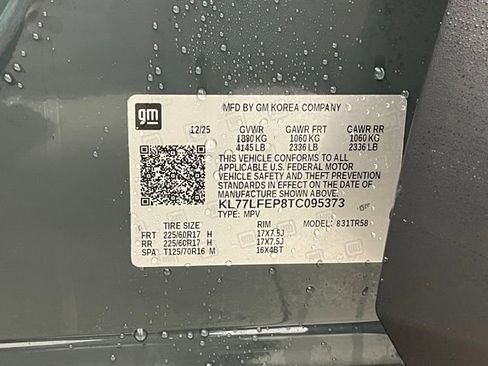 gm MFD BY GM KOREA COMPANY
12/25 GVWR GAWR FRT GAWR RR
1880 KG 1060 KG 1060 KG
4145 LB 2336 LB 2336 LB
THIS VEHICLE CONFORMS TO ALL
APPLICABLE U.S. FEDERAL MOTOR
VEHICLE SAFETY AND THEFT PREVENTION
STANDARDS IN EFFECT ON THE DATE OF
MANUFACTURE SHOWN ABOVE.
KL77LFEP8TC095373
TYPE: MPV MODEL: 831TR58
TIRE SIZE RIM
FRT 225/60R17 H 17X7.5J
RR 225/60R17 H 17X7.5J
SPA T125/70R16 M 16X4BT